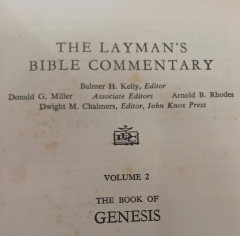 THE LAYMAN'S
BIBLE COMMENTARY
Balmer H. Kelly, Editor
Donald G. Miller Associate Editors Arnold B. Rhodes
Dwight M. Chalmers, Editor, John Knox Press
VOLUME 2
THE BOOK OF
GENESIS